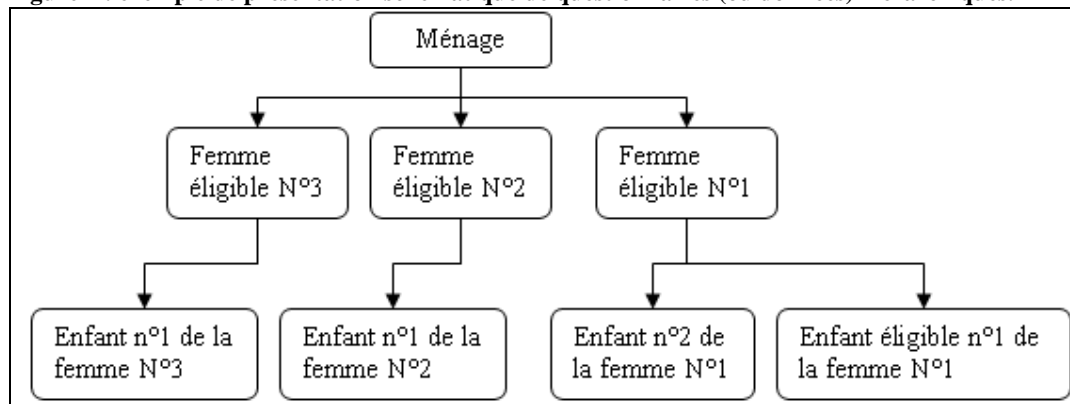 Ménage
Femme
éligible N°3
Femme
éligible N°2
Femme
éligible N°1
Enfant n°1 de la
femme N°3
Enfant n°1 de la
femme N°2
Enfant n°2 de
la femme N°1
Enfant éligible n°1 de
la femme N°1